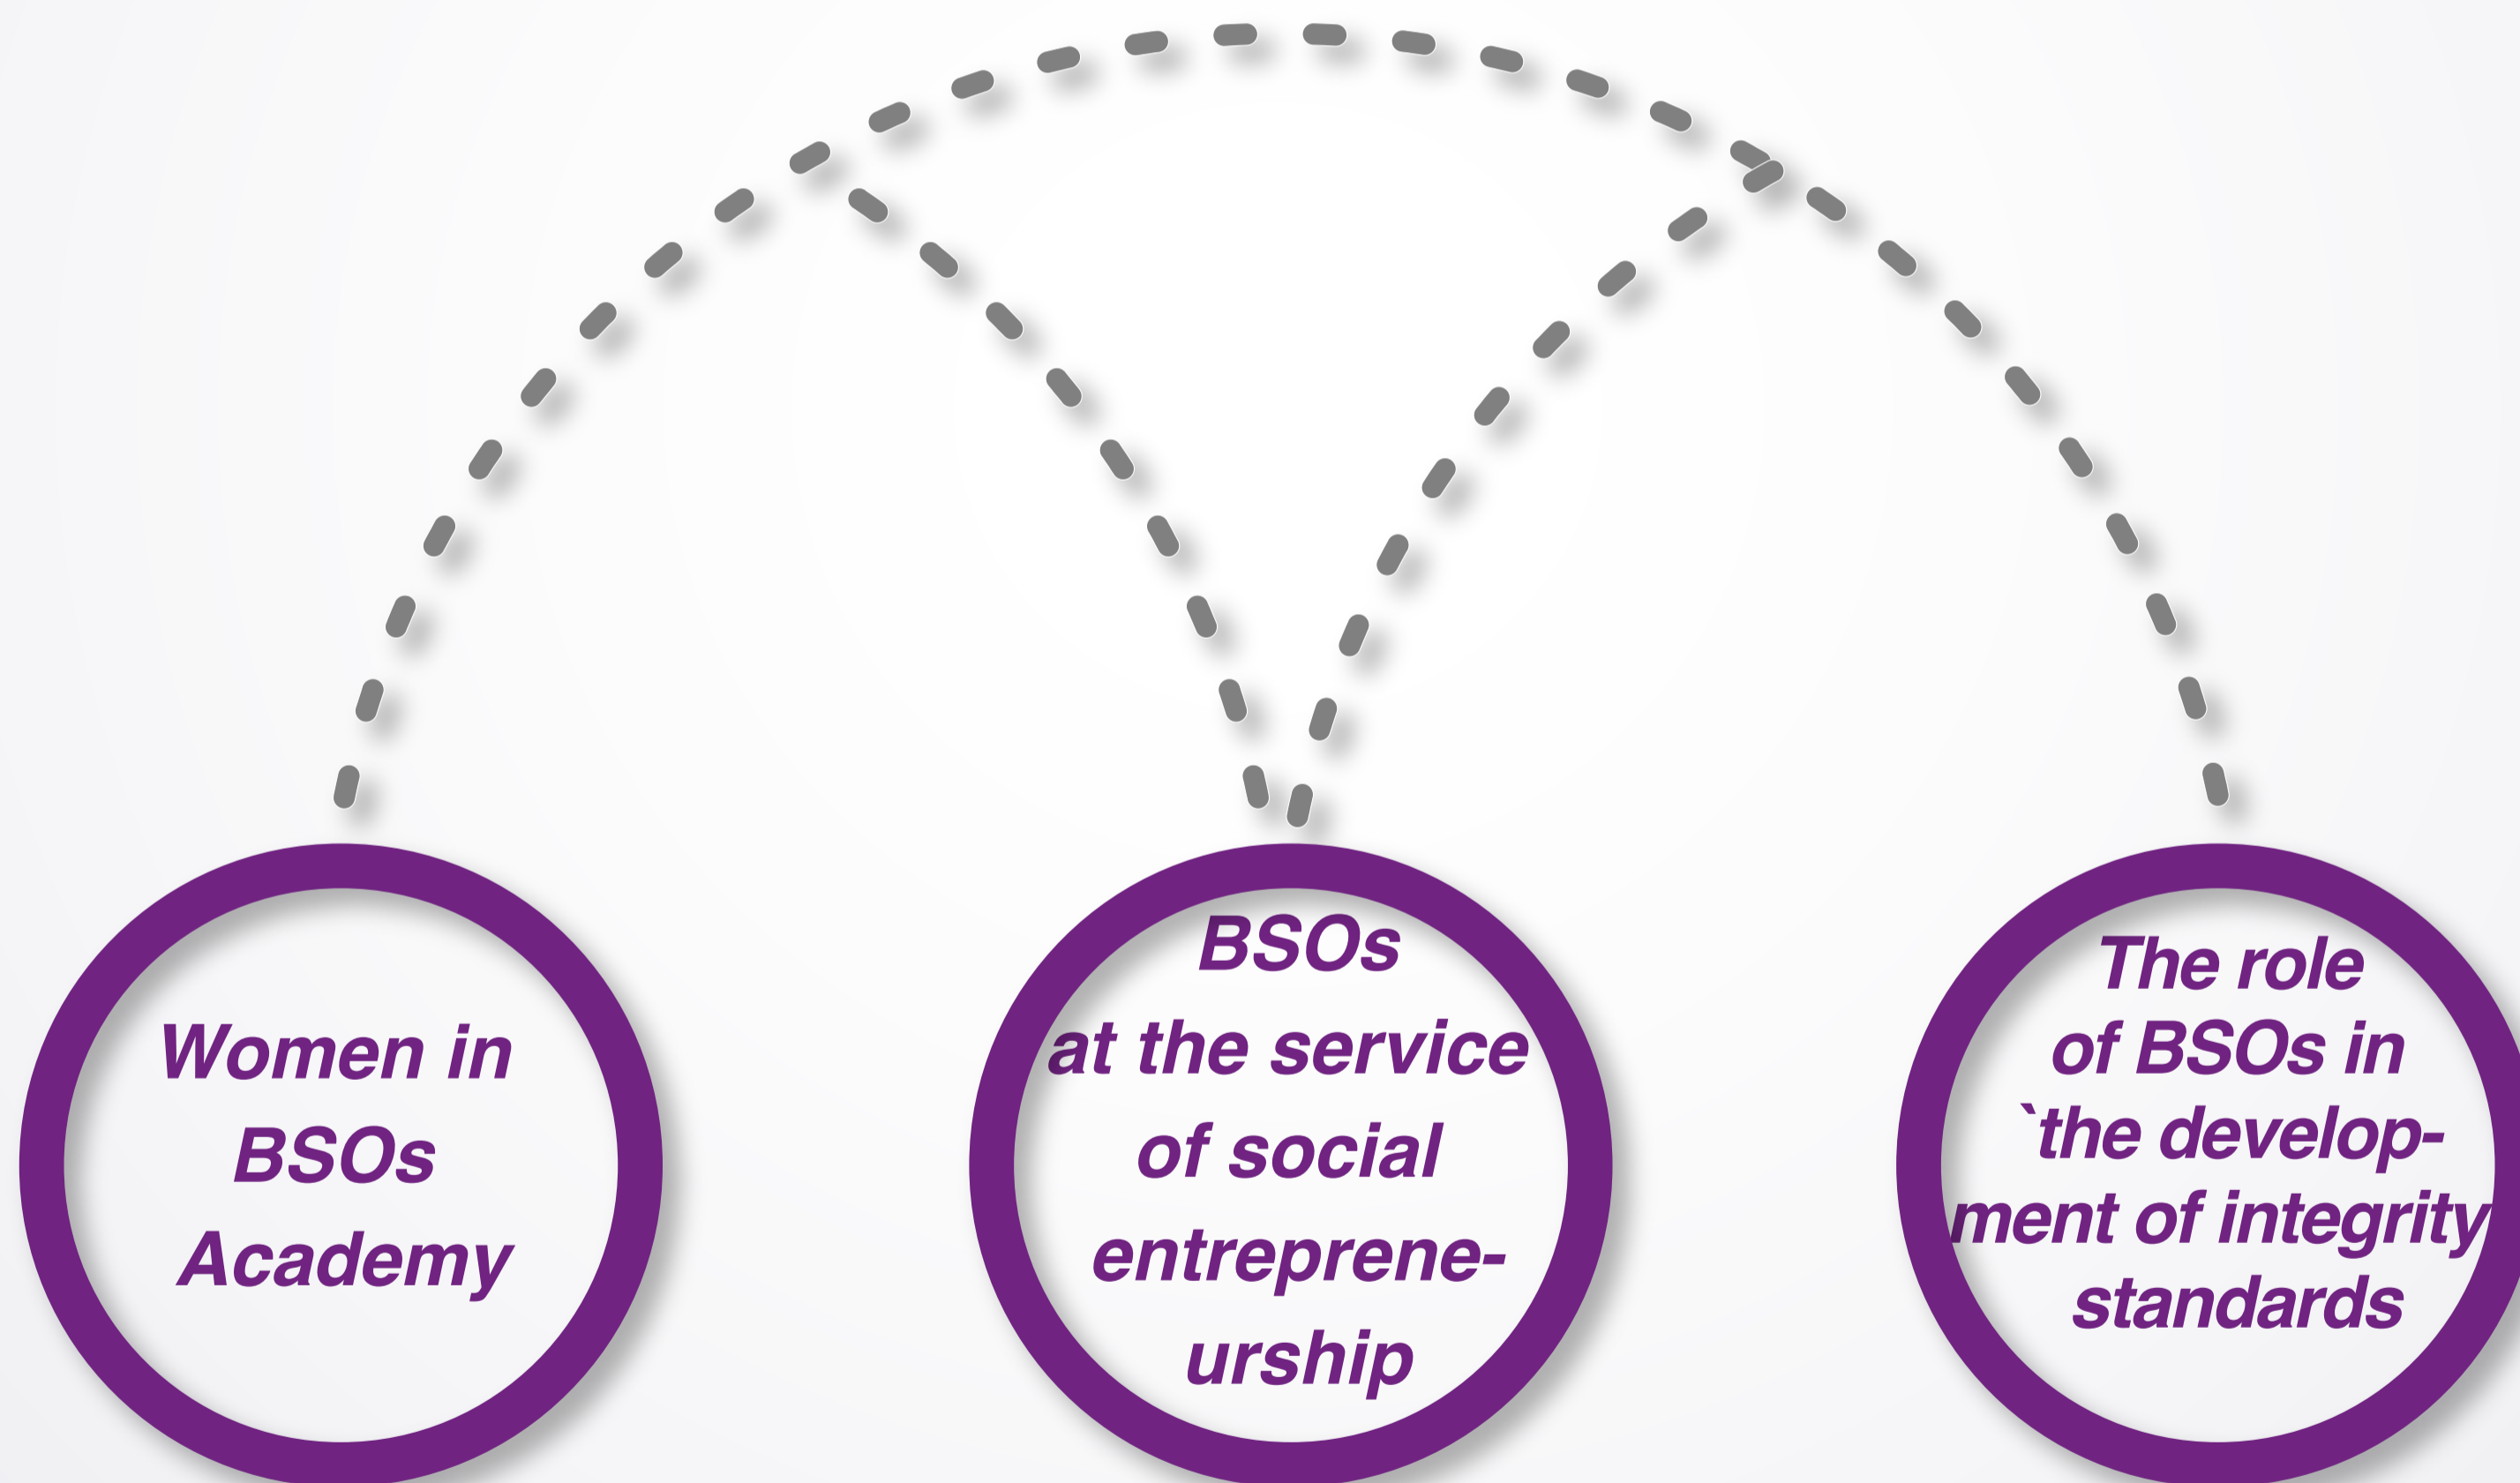 Women in
BSOs
Academy
BSOs
at the service
of social
entreprene-
urship
The role
of BSOs in
`the develop-
ment of integrity
standards